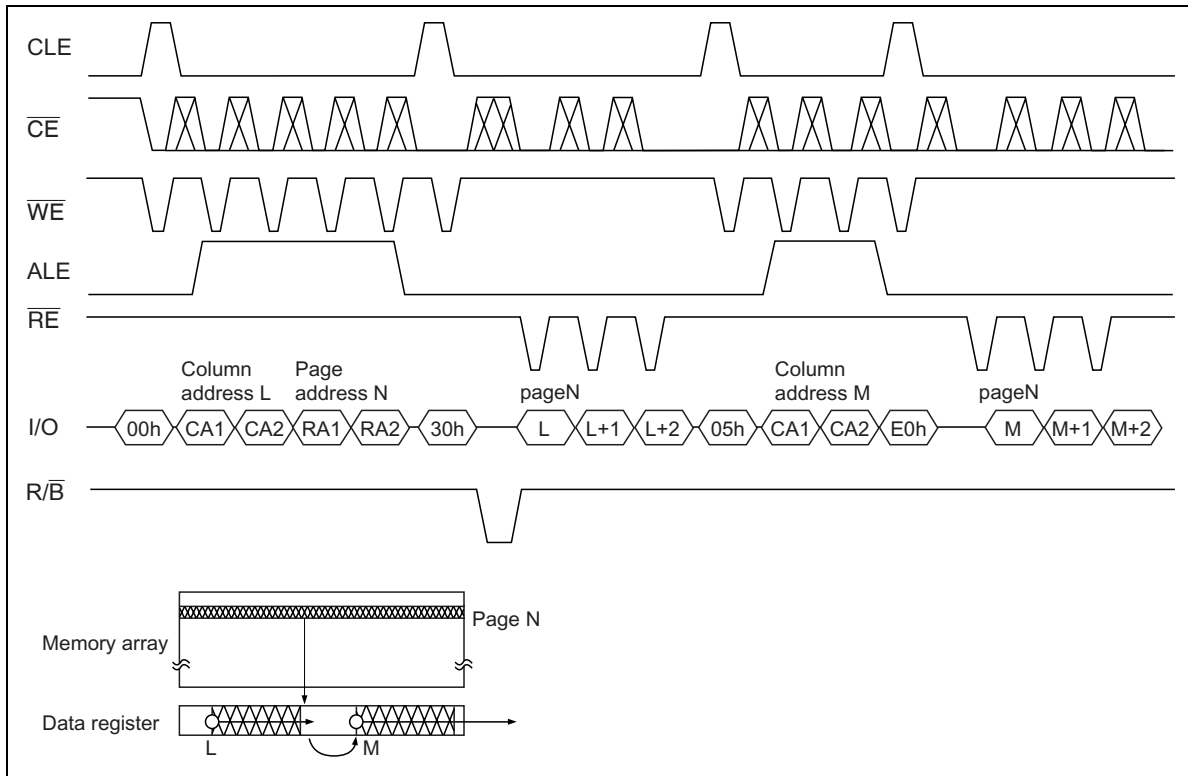 CLE
CE
WE
ALE
RE
Column address L
Page address N
Column address M
pageN
pageN
I/O 00h CA1 CA2 RA1 RA2 30h L L+1 L+2 05h CA1 CA2 E0h M M+1 M+2
R/B
Page N
Memory array
Data register
L M